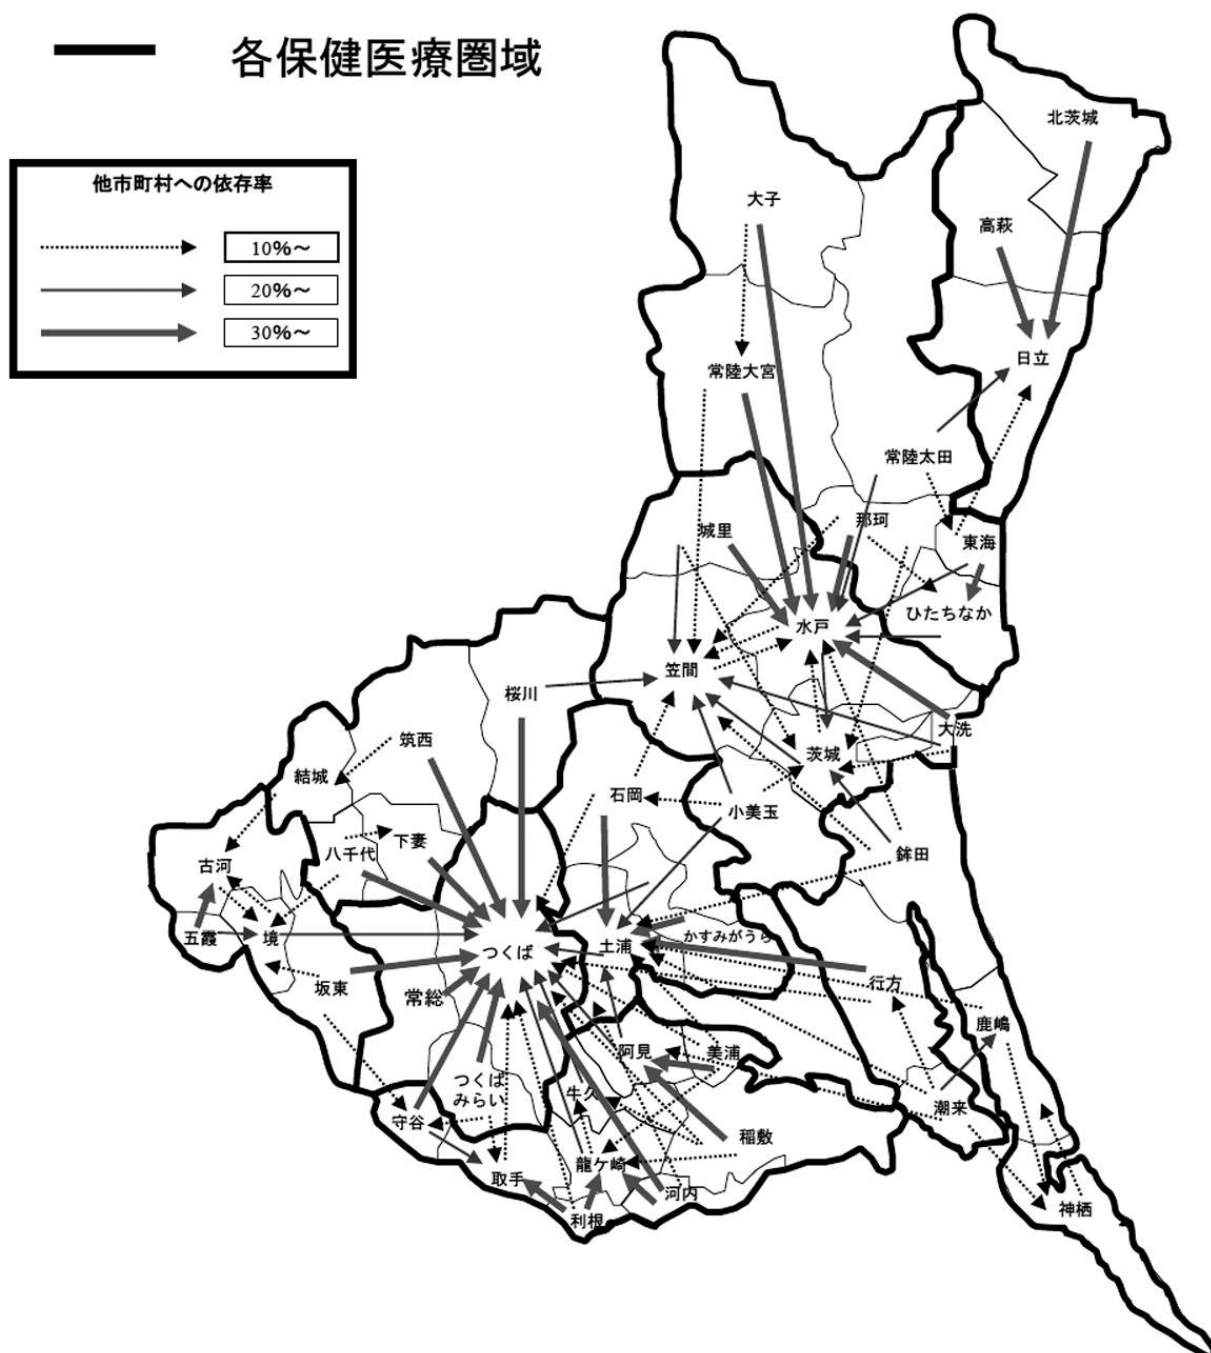 各保健医療圏域
他市町村への依存率
10%～
20%～
30%～
北茨城
大子
高萩
日立
常陸大宮
常陸太田
那珂
城里
東海
ひたちなか
水戸
笠間
桜川
大洗
筑西
茨城
結城
石岡
小美玉
下妻
八千代
鉾田
古河
五霞
境
かすみがうら
土浦
つくば
行方
坂東
常総
鹿嶋
阿見
美浦
つくば
みらい
牛久
潮来
守谷
稲敷
龍ケ崎
取手
河内
神栖
利根